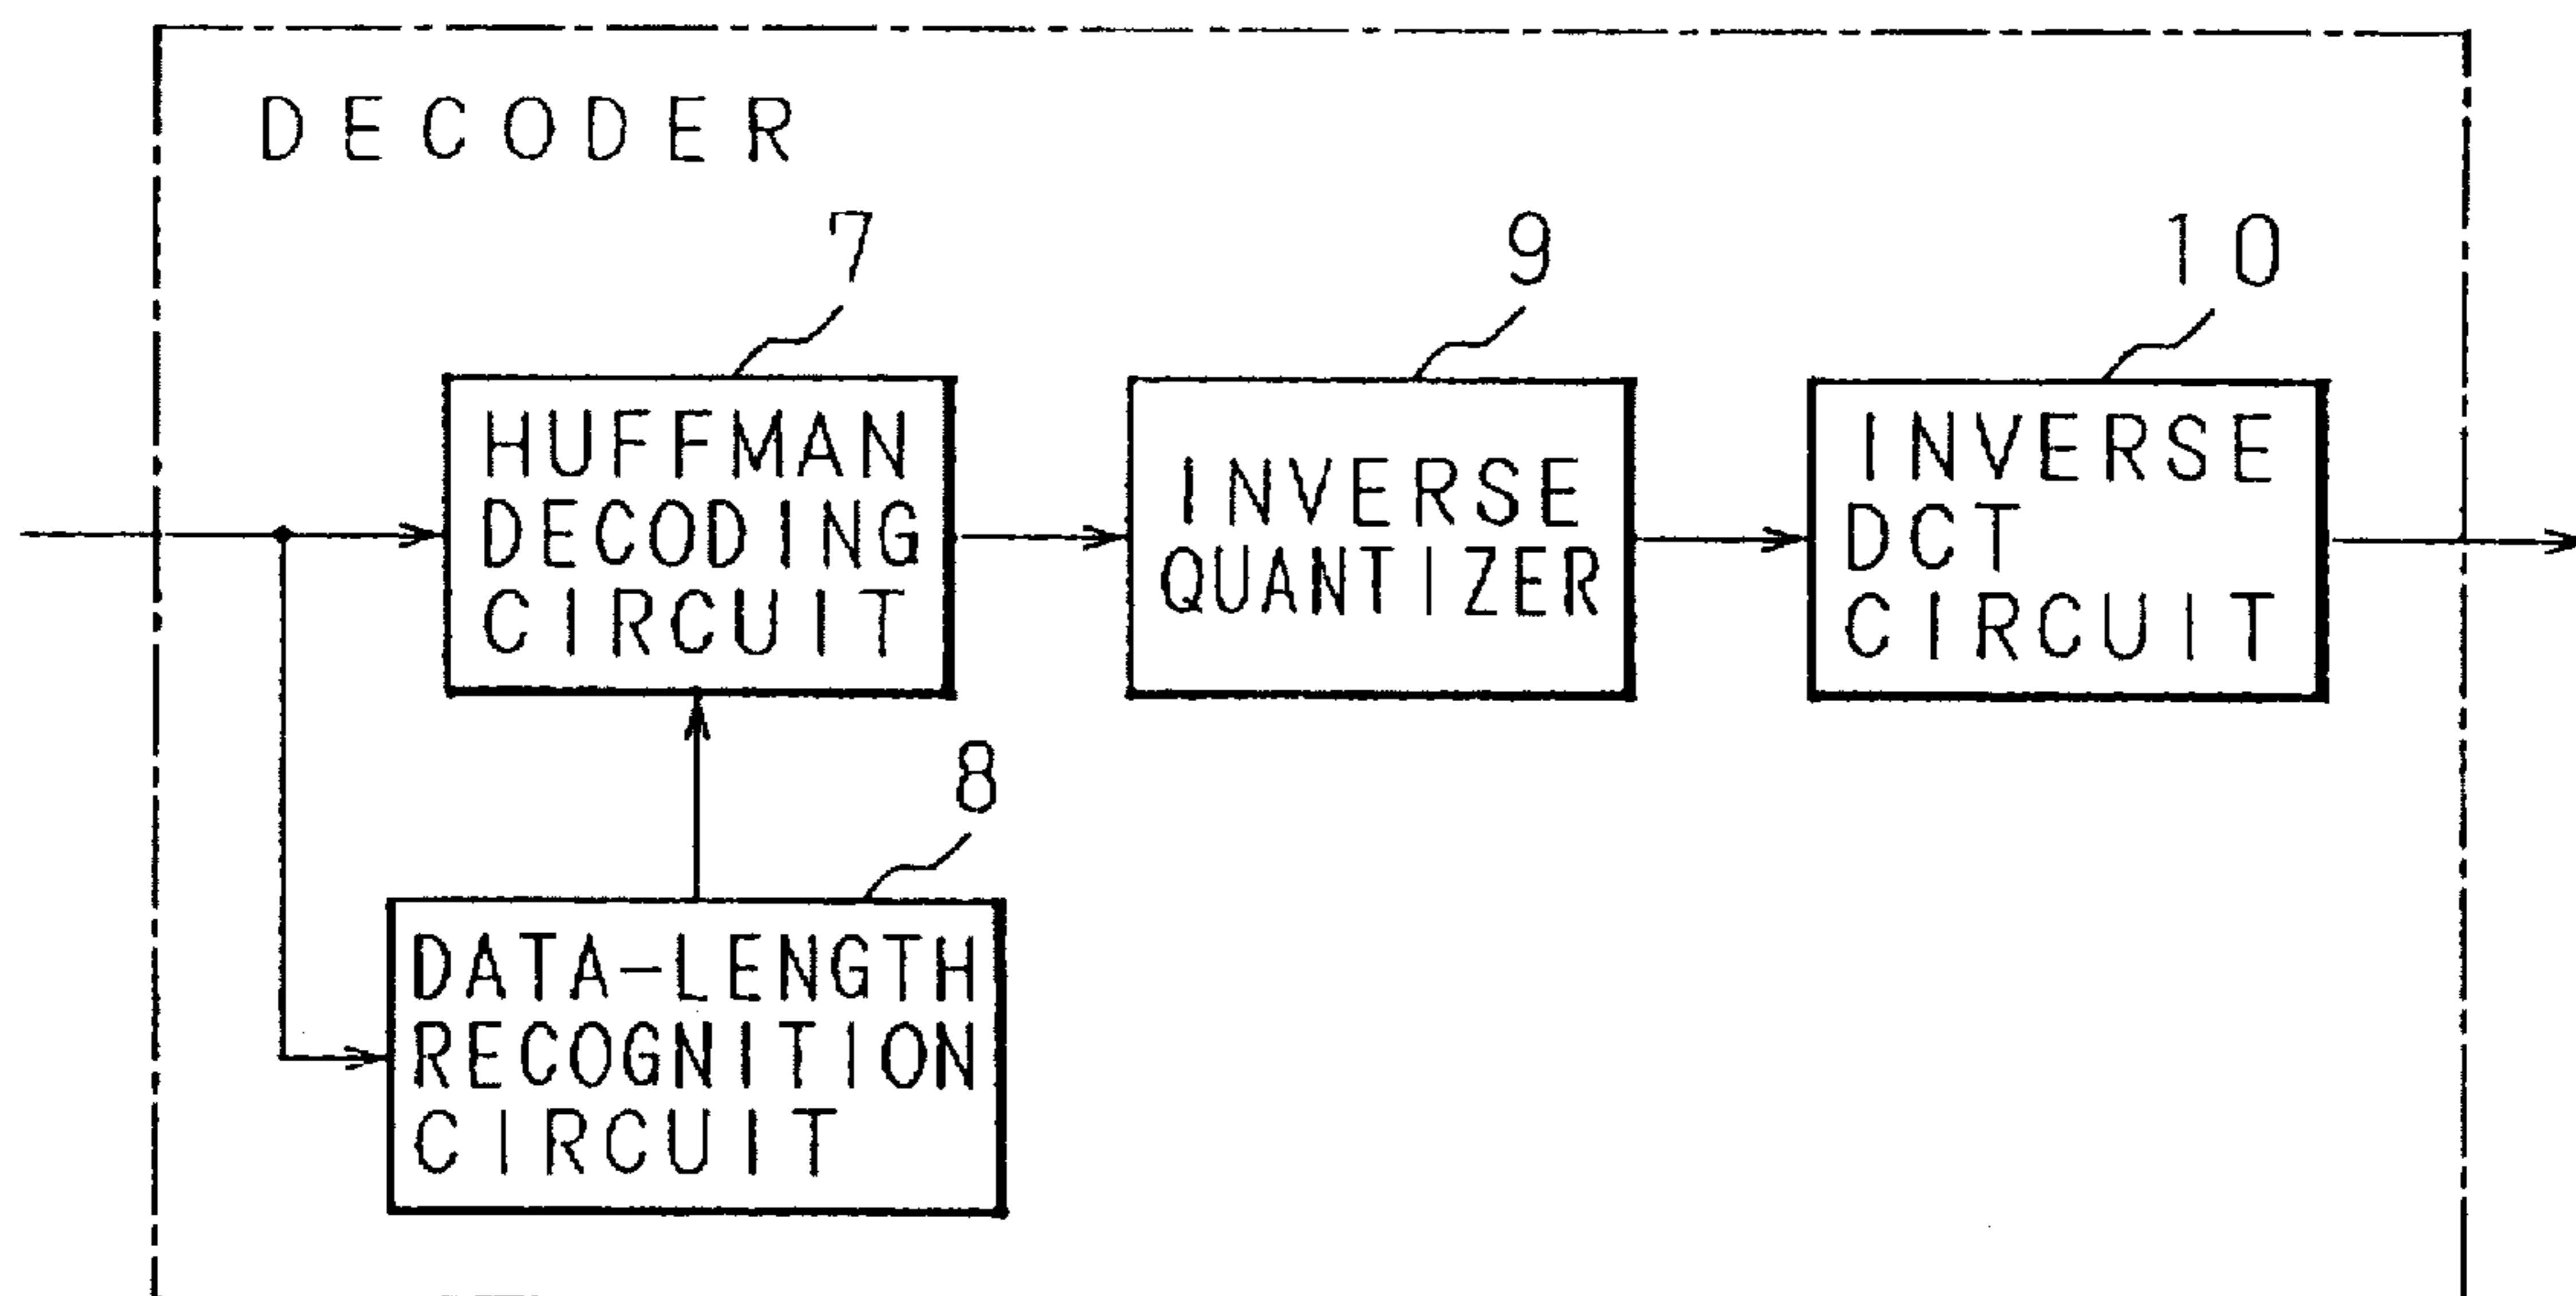 DECODER
7
9
10
HUFFMAN
DECODING
CIRCUIT
INVERSE
QUANTIZER
INVERSE
DCT
CIRCUIT
8
DATA-LENGTH
RECOGNITION
CIRCUIT